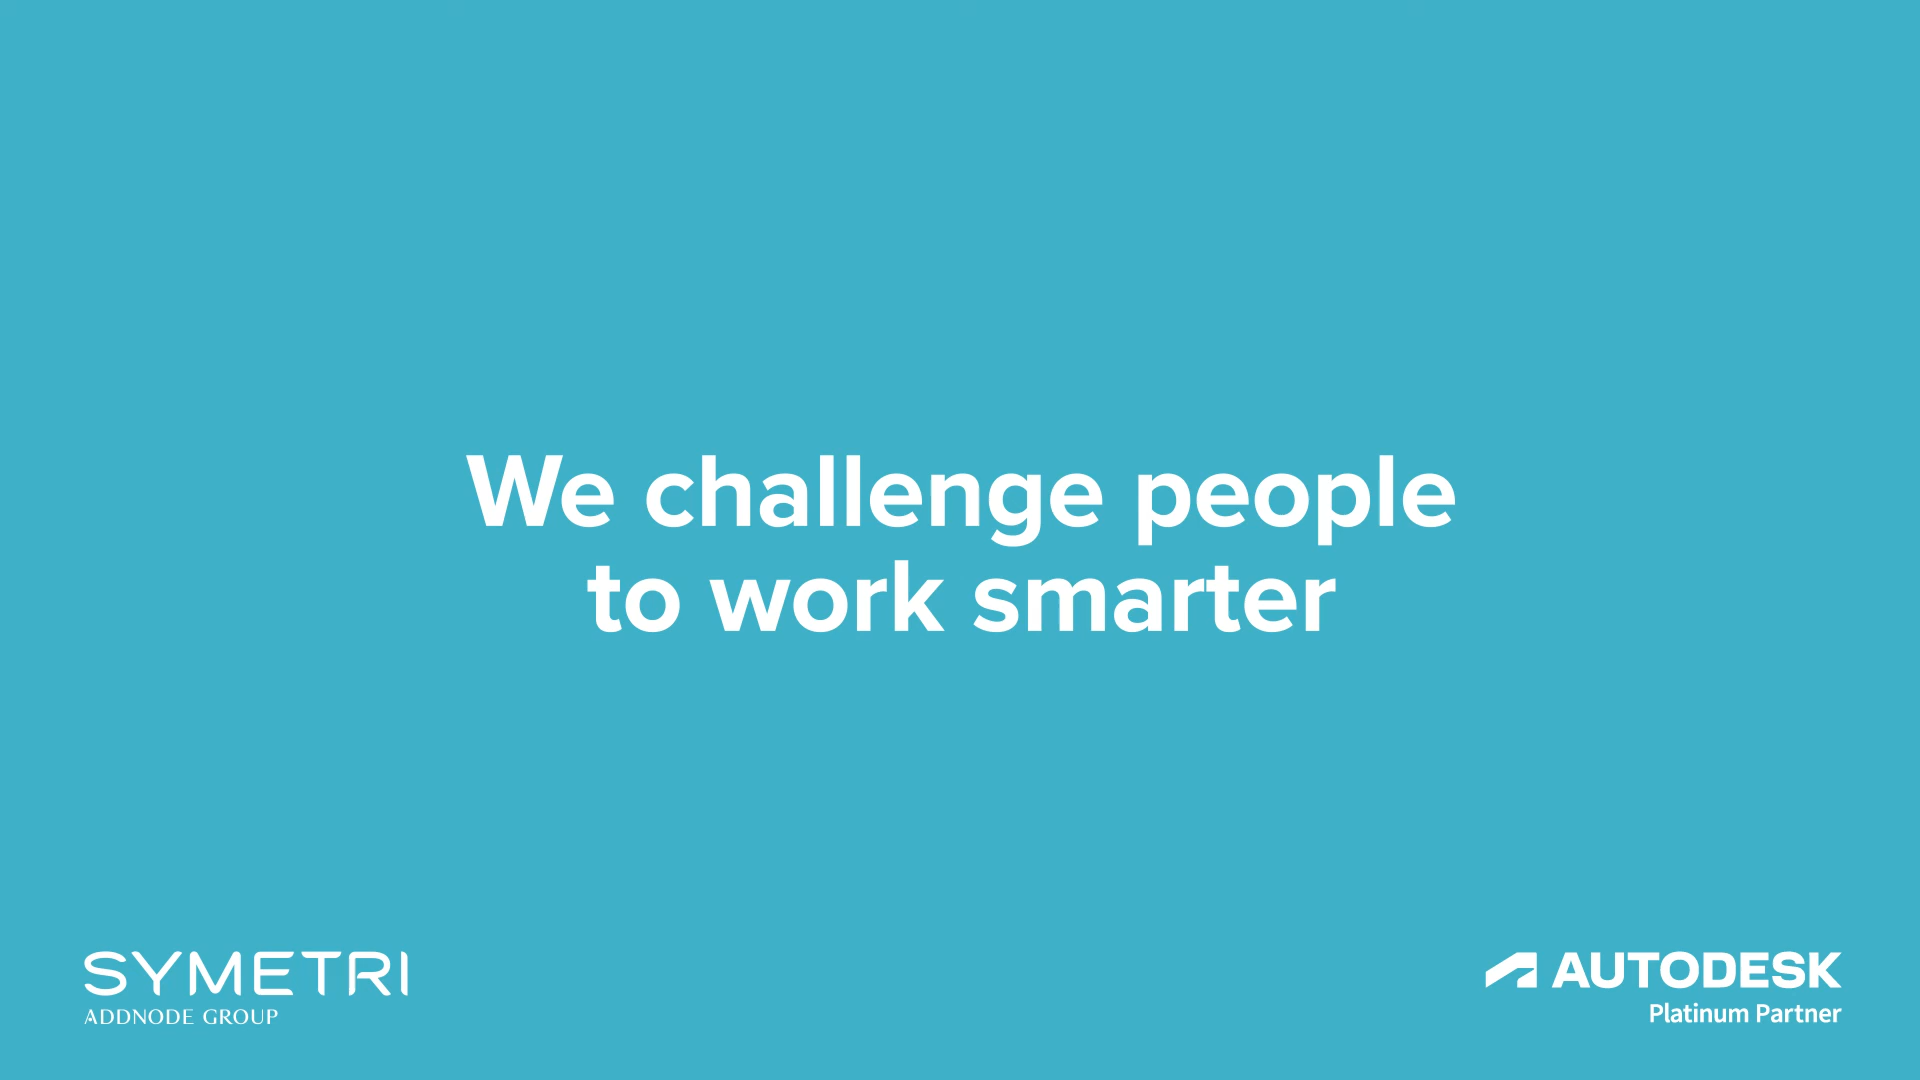 We challenge people
to work smarter
SYMETRI
ADDNODE GROUP
AUTODESK
Platinum Partner